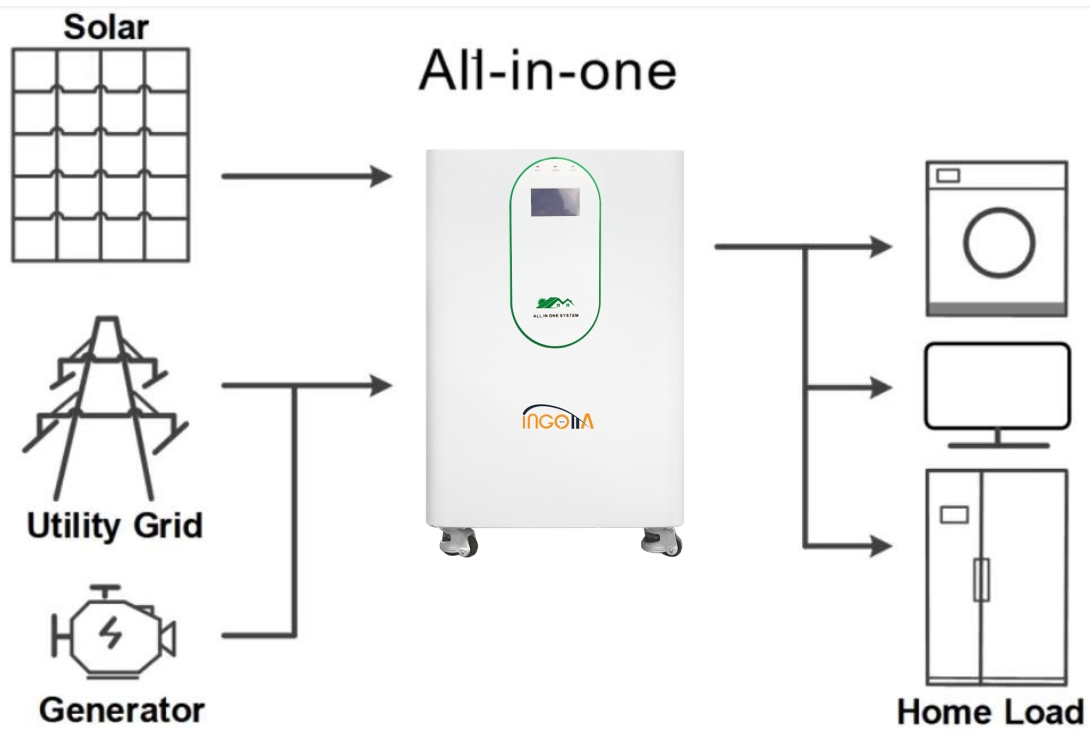 Solar
All-in-one
ALL IN ONE SYSTEM
INGOMA
Utility Grid
Generator
Home Load